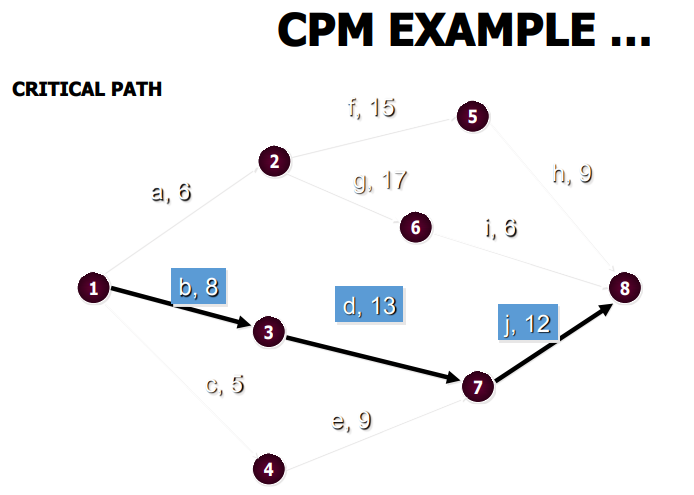 CPM EXAMPLE ...
CRITICAL PATH
f, 15
5
2
h, 9
g, 17
a, 6
6
i, 6
b, 8
1
8
d, 13
j, 12
3
c, 5
7
e, 9
4